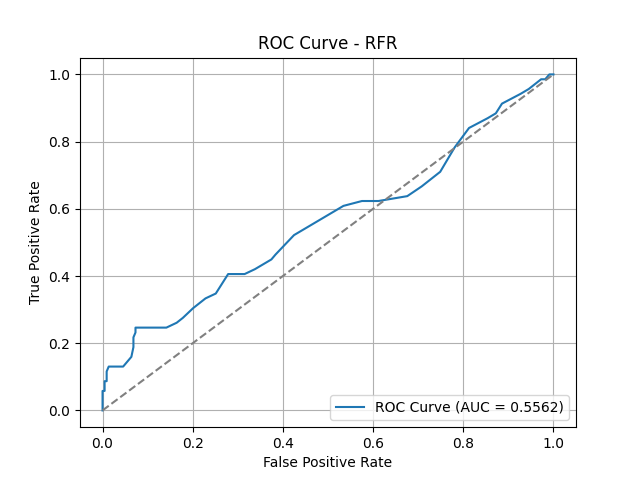 ROC Curve - RFR
True Positive Rate
1.0
0.8
0.6
0.4
0.2
0.0
ROC Curve (AUC = 0.5562)
0.0 0.2 0.4 0.6 0.8 1.0
False Positive Rate